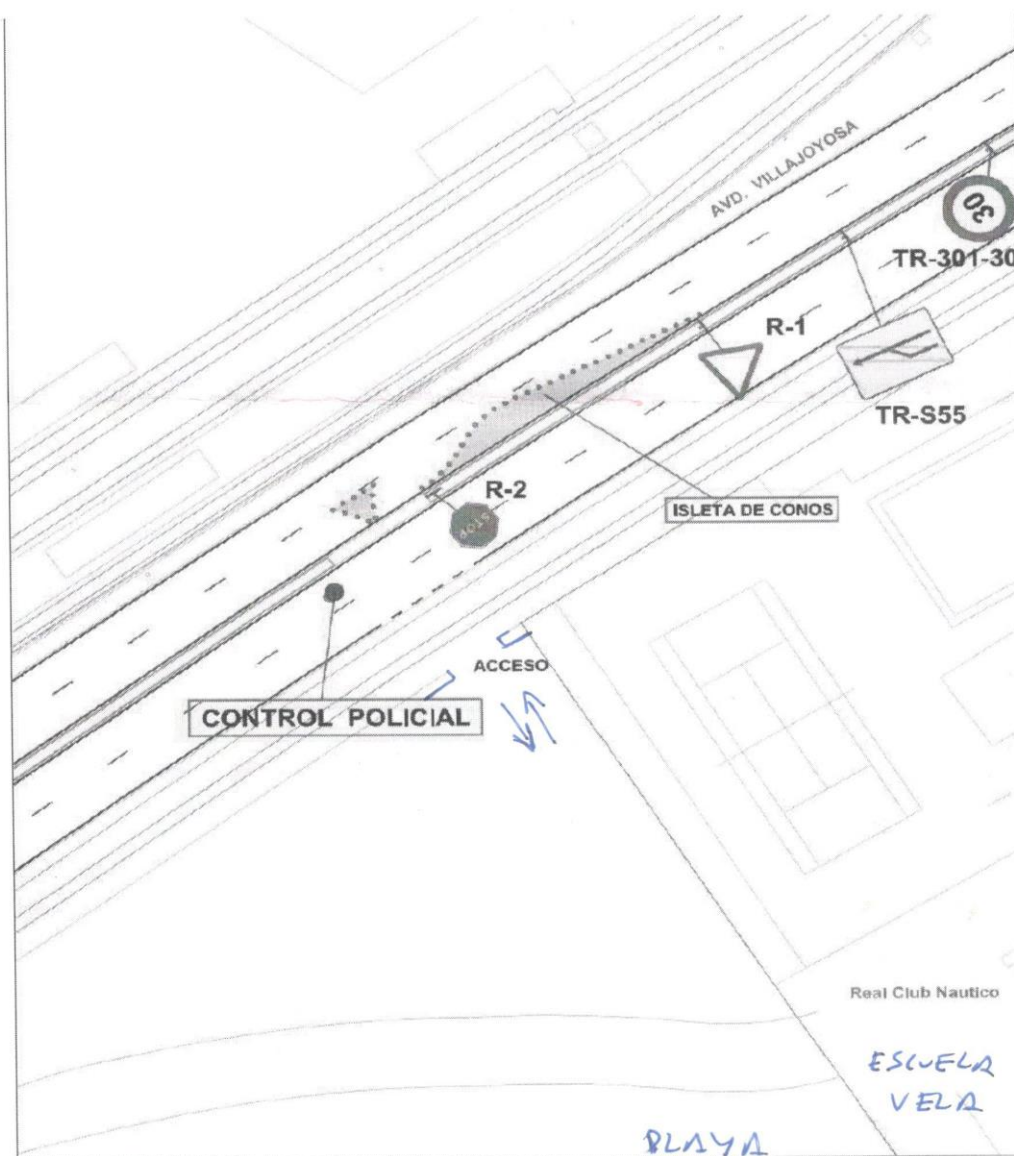 AVD. VILLAJOYOSA
30
TR-301-30
R-1
TR-S55
R-2
STOP
ISLETA DE CONOS
ACCESO
CONTROL POLICIAL
Real Club Nautico
ESCUELA
VELA
PLAYA